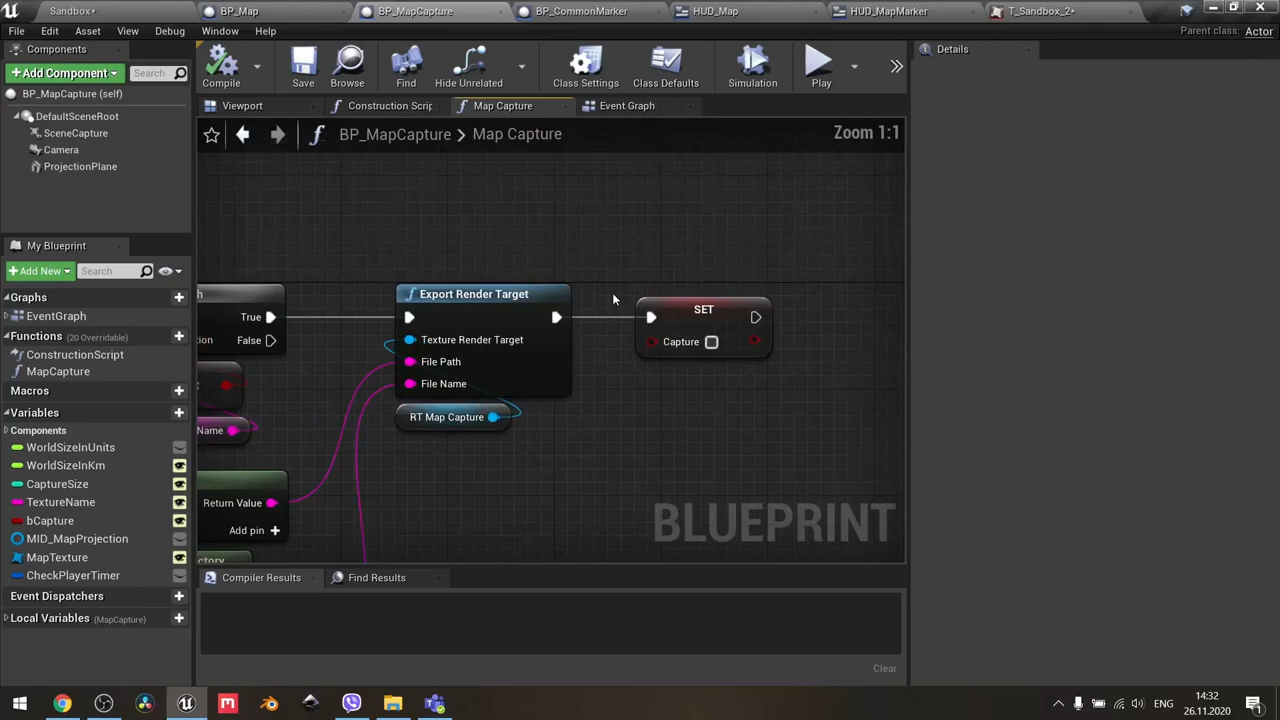 Sandbox•
BP_Map
BP_MapCapture
BP_CommonMarker
HUD_Map
HUD_MapMarker
T_Sandbox_2•
File
Edit
Asset
View
Debug
Window
Help
Parent class: Actor
Components
Details
+Add Component
Search
Compile
Save
Browse
Find
Hide Unrelated
Class Settings
Class Defaults
Simulation
Play
BP_MapCapture (self)
Viewport
Construction Scrip
Map Capture
Event Graph
DefaultSceneRoot
SceneCapture
Camera
ProjectionPlane
BP_MapCapture > Map Capture
Zoom 1:1
My Blueprint
+Add New
Search
Graphs
EventGraph
Functions (20 Overridable)
ConstructionScript
MapCapture
Macros
Variables
Components
WorldSizeInUnits
WorldSizeInKm
CaptureSize
TextureName
bCapture
MID_MapProjection
MapTexture
CheckPlayerTimer
Event Dispatchers
Local Variables (MapCapture)
True
False
Name
Return Value
Add pin +
Export Render Target
Texture Render Target
File Path
File Name
RT Map Capture
SET
Capture
BLUEPRINT
Compiler Results
Find Results
Clear
ENG
14:32
26.11.2020